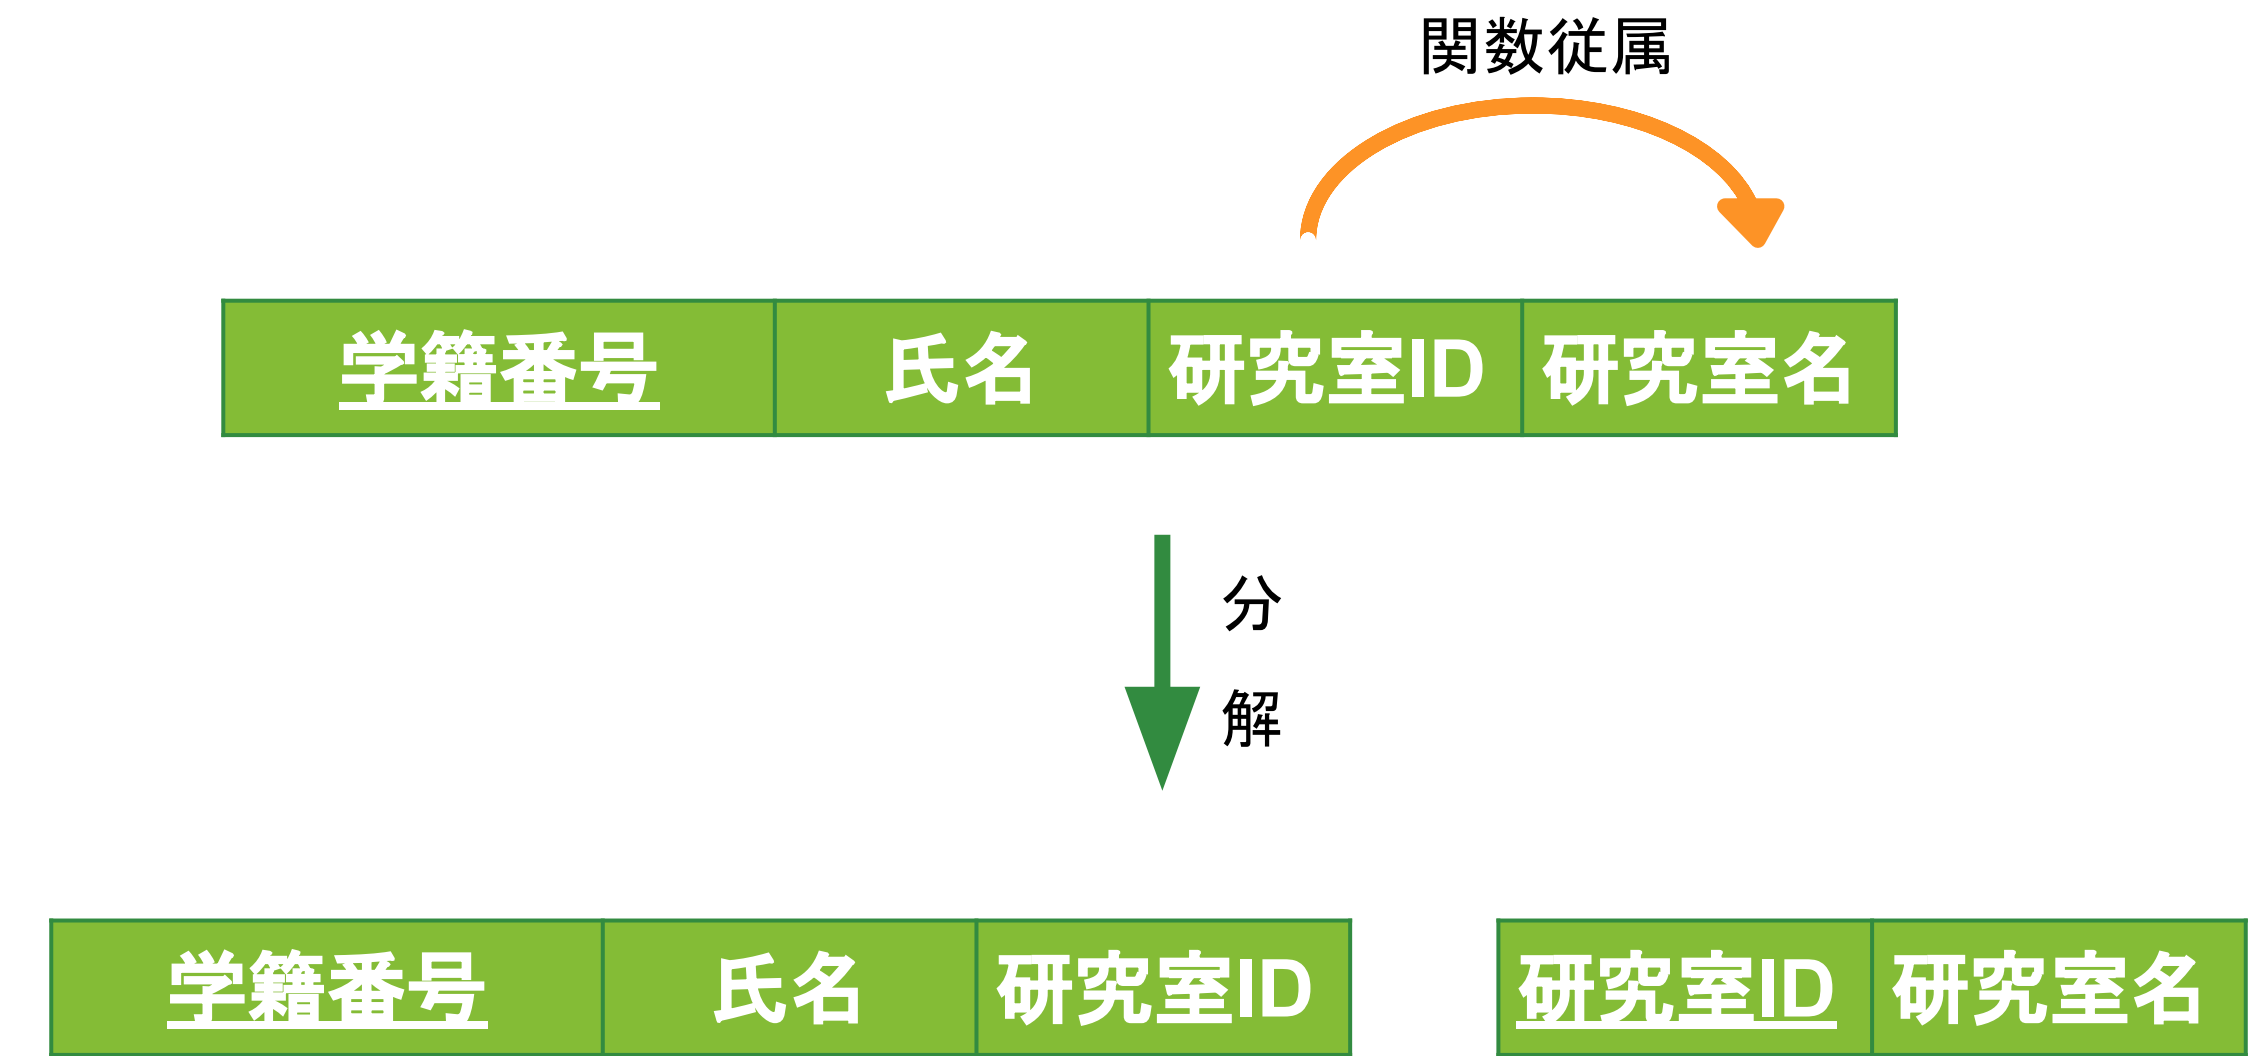 関数従属
学籍番号 氏名 研究室ID 研究室名
分
解
学籍番号 氏名 研究室ID 研究室ID 研究室名